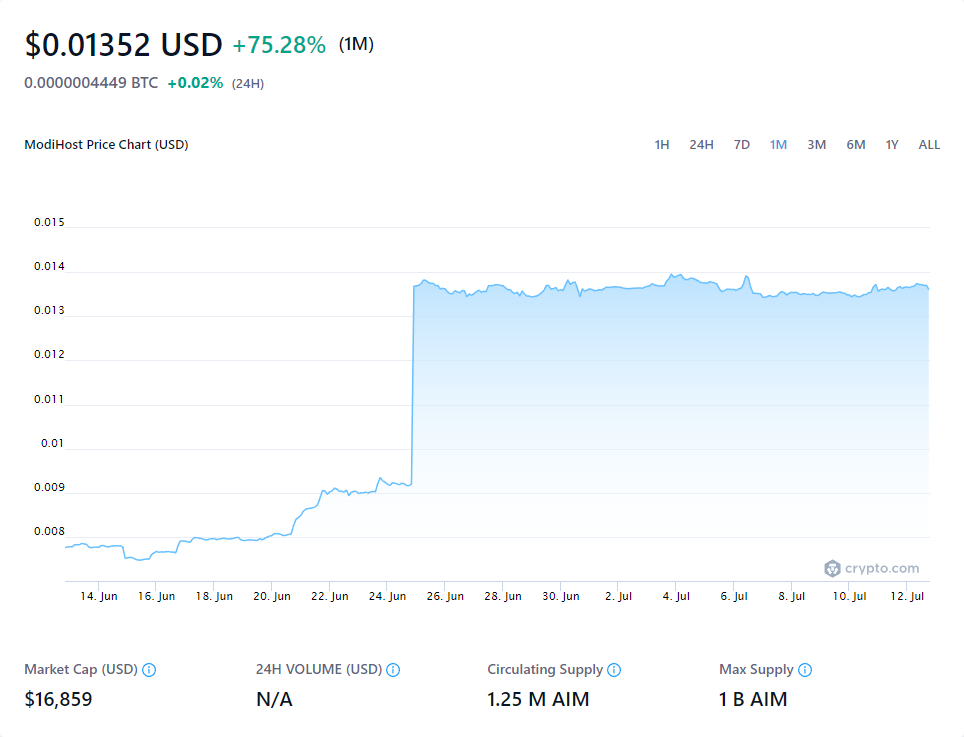 $0.01352 USD +75.28% (1M)
0.0000004449 BTC +0.02% (24H)
ModiHost Price Chart (USD) 1H 24H 7D 1M 3M 6M 1Y ALL
0.015
0.014
0.013
0.012
0.011
0.01
0.009
0.008
crypto.com
14. Jun 16. Jun 18. Jun 20. Jun 22. Jun 24. Jun 26. Jun 28. Jun 30. Jun 2. Jul 4. Jul 6. Jul 8. Jul 10. Jul 12. Jul
Market Cap (USD) 24H VOLUME (USD) Circulating Supply Max Supply
$16,859 N/A 1.25 M AIM 1 B AIM